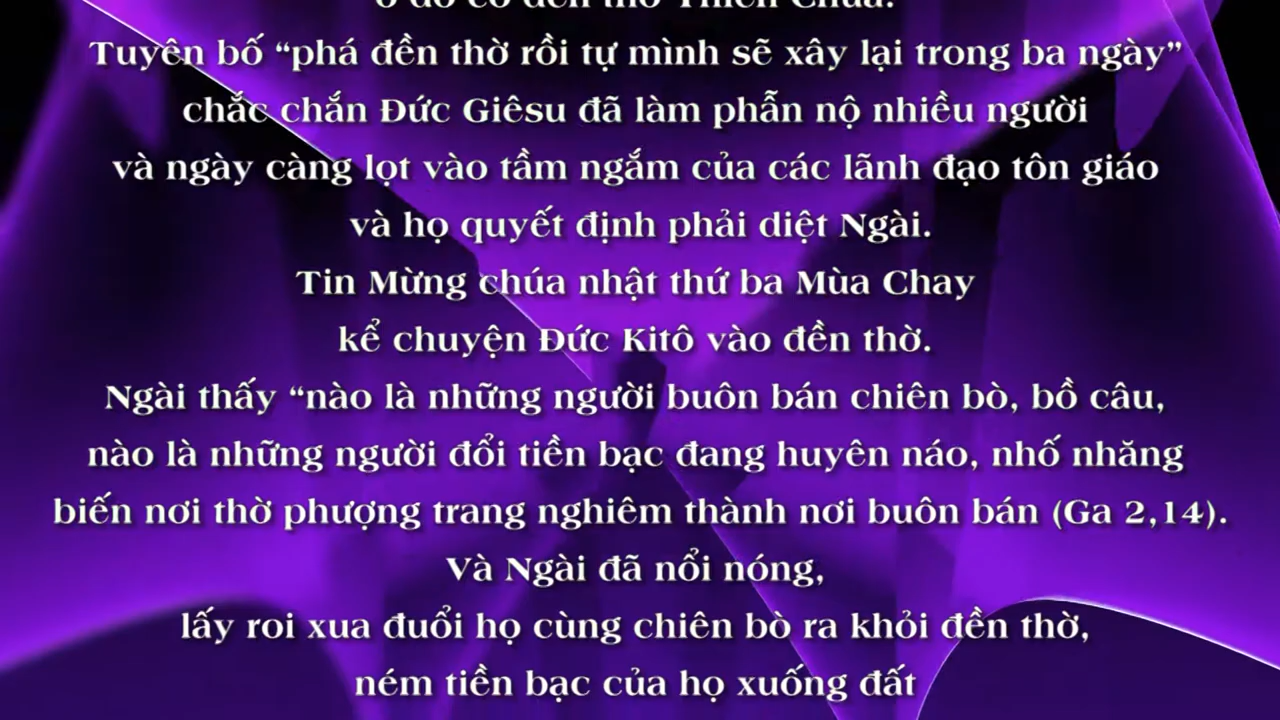 ở đó có đền thờ Thiên Chúa.
Tuyên bố “phá đền thờ rồi tự mình sẽ xây lại trong ba ngày”
chắc chắn Đức Giêsu đã làm phẫn nộ nhiều người
và ngày càng lọt vào tầm ngắm của các lãnh đạo tôn giáo
và họ quyết định phải diệt Ngài.
Tin Mừng chúa nhật thứ ba Mùa Chay
kể chuyện Đức Kitô vào đền thờ.
Ngài thấy “nào là những người buôn bán chiên bò, bồ câu,
nào là những người đổi tiền bạc đang huyên náo, nhố nhăng
biến nơi thờ phượng trang nghiêm thành nơi buôn bán (Ga 2,14).
Và Ngài đã nổi nóng,
lấy roi xua đuổi họ cùng chiên bò ra khỏi đền thờ,
ném tiền bạc của họ xuống đất